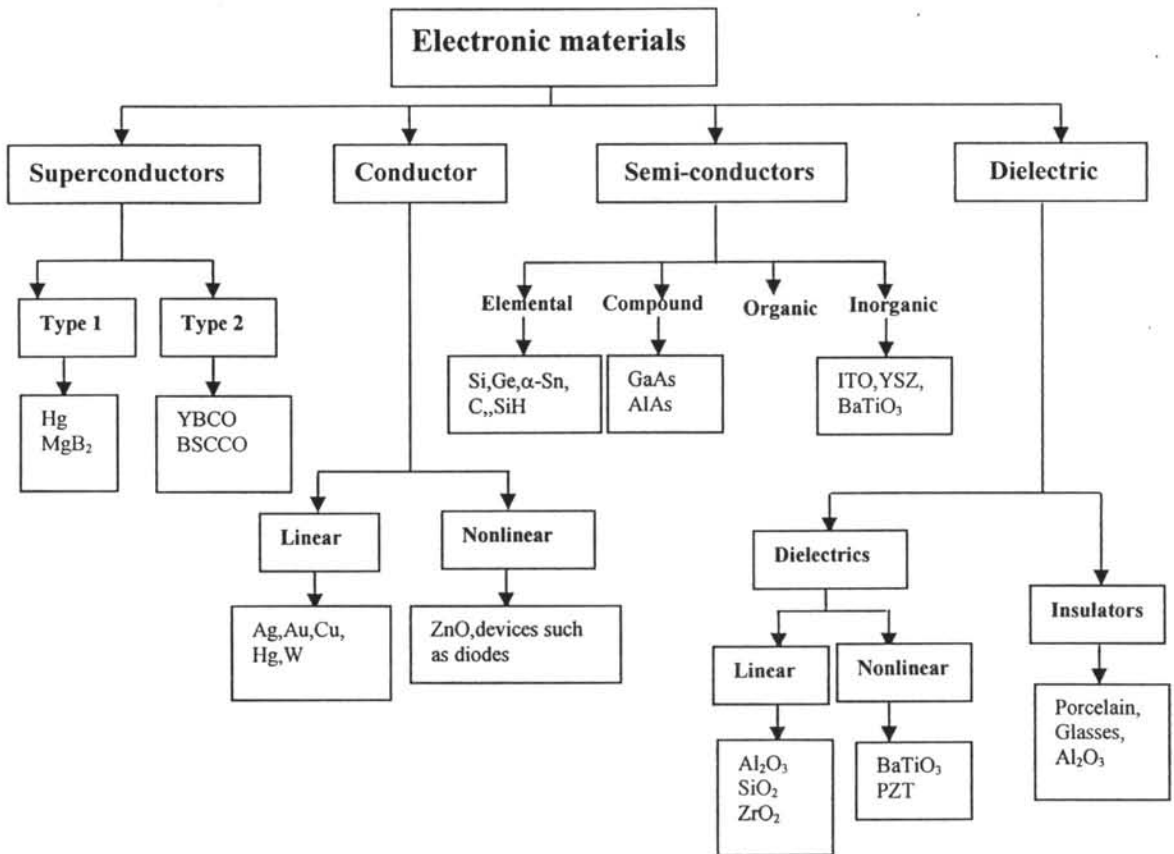 Electronic materials
Superconductors
Conductor
Semi-conductors
Dielectric
Type 1
Type 2
Hg
MgB₂
YBCO
BSCCO
Linear
Nonlinear
Ag,Au,Cu,
Hg,W
ZnO,devices such
as diodes
Elemental
Compound
Organic
Inorganic
Si,Ge,α-Sn,
C,,SiH
GaAs
AlAs
ITO,YSZ,
BaTiO₃
Dielectrics
Insulators
Linear
Nonlinear
Al₂O₃
SiO₂
ZrO₂
BaTiO₃
PZT
Porcelain,
Glasses,
Al₂O₃